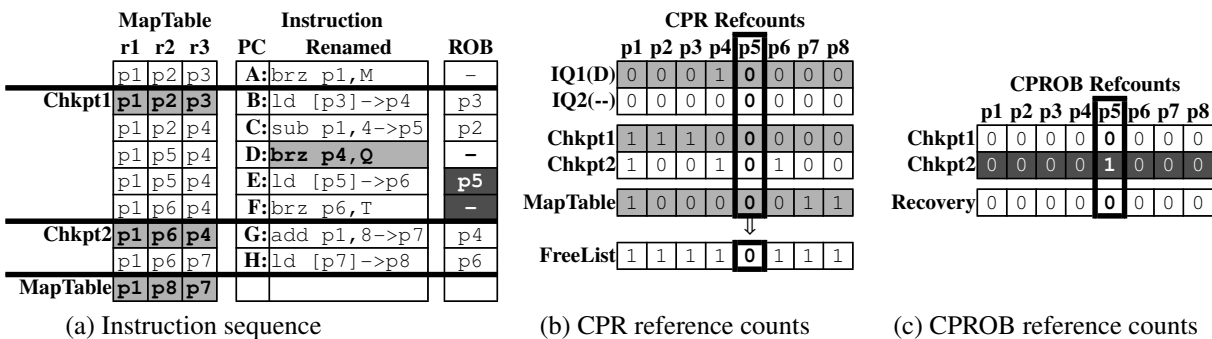 MapTable Instruction
r1 r2 r3 PC Renamed ROB
p1 p2 p3 A: brz p1,M –
Chkpt1 p1 p2 p3 B: ld [p3]->p4 p3
p1 p2 p4 C: sub p1,4->p5 p2
p1 p5 p4 D: brz p4,Q –
p1 p5 p4 E: ld [p5]->p6 p5
p1 p6 p4 F: brz p6,T –
Chkpt2 p1 p6 p4 G: add p1,8->p7 p4
p1 p6 p7 H: ld [p7]->p8 p6
MapTable p1 p8 p7
(a) Instruction sequence
CPR Refcounts
p1 p2 p3 p4 p5 p6 p7 p8
IQ1(D) 0 0 0 1 0 0 0 0
IQ2(--) 0 0 0 0 0 0 0 0
Chkpt1 1 1 1 0 0 0 0 0
Chkpt2 1 0 0 1 0 1 0 0
MapTable 1 0 0 0 0 0 1 1
⇓
FreeList 1 1 1 1 0 1 1 1
(b) CPR reference counts
CPROB Refcounts
p1 p2 p3 p4 p5 p6 p7 p8
Chkpt1 0 0 0 0 0 0 0 0
Chkpt2 0 0 0 0 1 0 0 0
Recovery 0 0 0 0 0 0 0 0
(c) CPROB reference counts